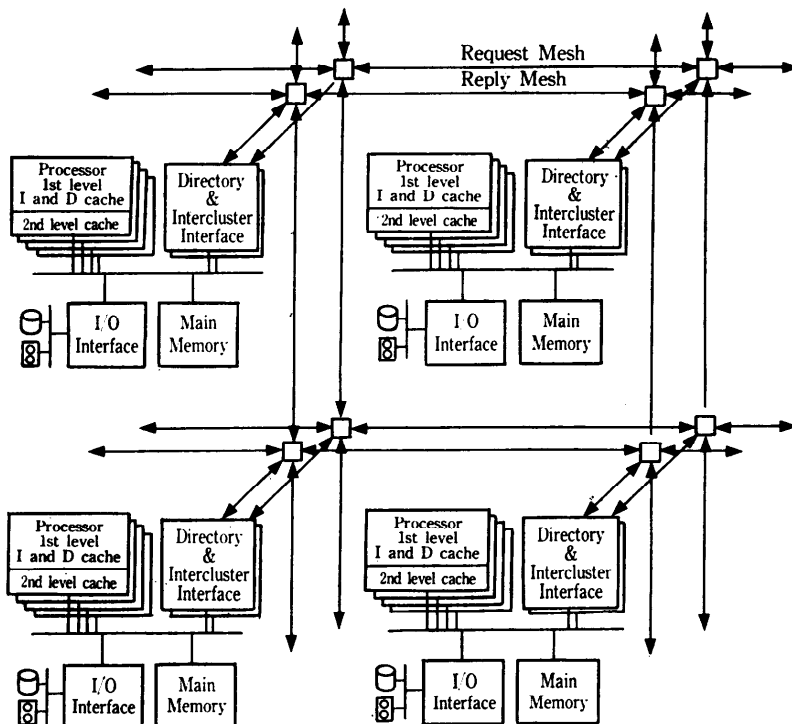 Request Mesh
Reply Mesh
Processor
1st level
I and D cache
2nd level cache
Directory
&
Intercluster
Interface
Processor
1st level
I and D cache
2nd level cache
Directory
&
Intercluster
Interface
I/O
Interface
Main
Memory
I/O
Interface
Main
Memory
Processor
1st level
I and D cache
2nd level cache
Directory
&
Intercluster
Interface
Processor
1st level
I and D cache
2nd level cache
Directory
&
Intercluster
Interface
I/O
Interface
Main
Memory
I/O
Interface
Main
Memory